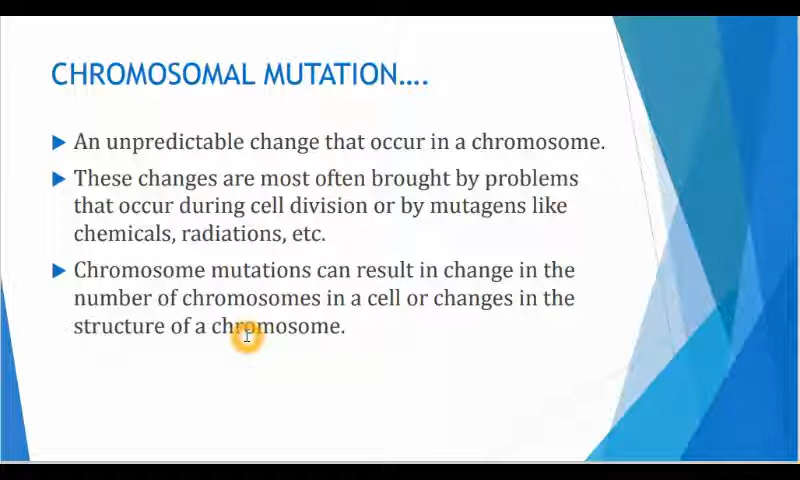 CHROMOSOMAL MUTATION....
An unpredictable change that occur in a chromosome.
These changes are most often brought by problems
that occur during cell division or by mutagens like
chemicals, radiations, etc.
Chromosome mutations can result in change in the
number of chromosomes in a cell or changes in the
structure of a chromosome.